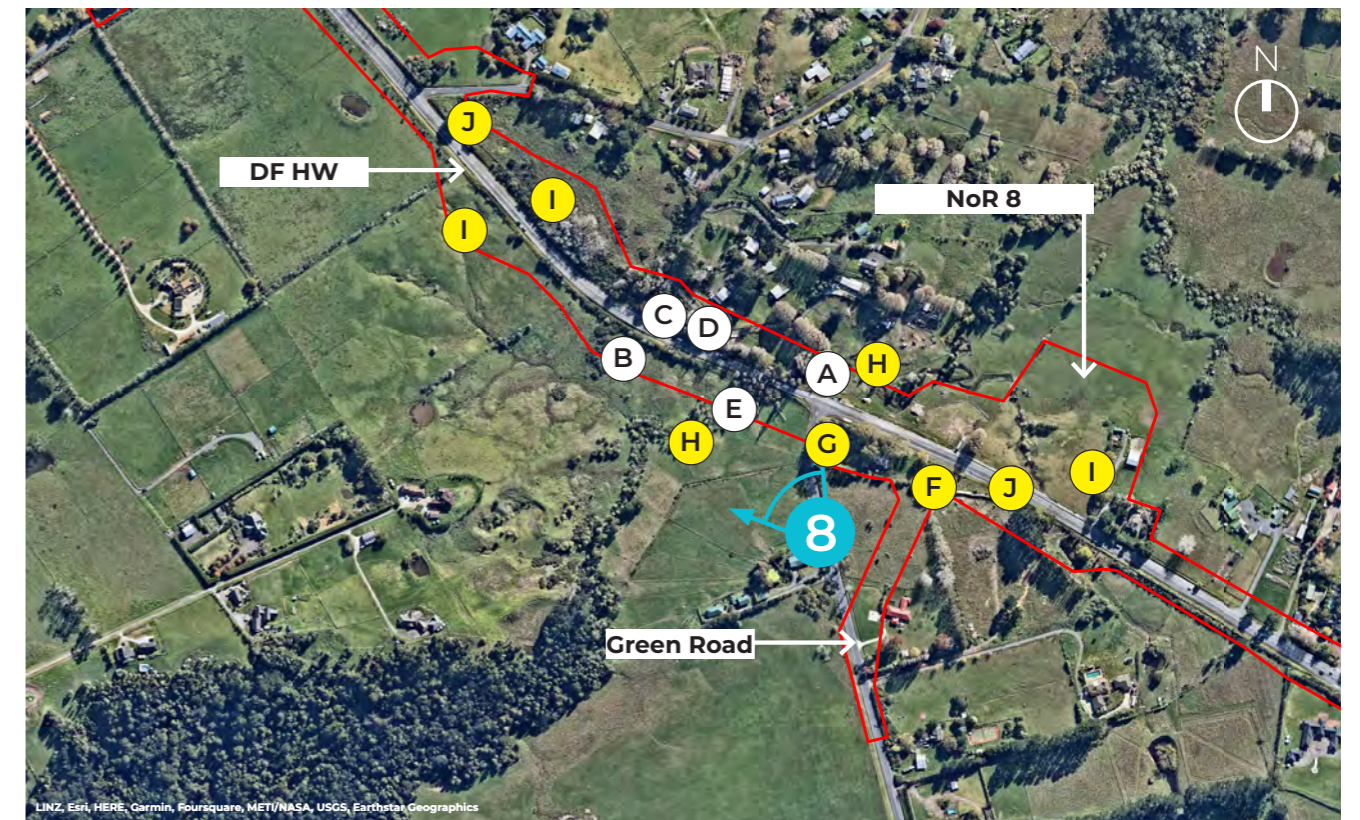 N
J
DF HW
I
NoR 8
I
C
D
B
H
A
E
H
G
I
F
J
8
Green Road
LINZ, Esri, HERE, Garmin, Foursquare, METI/NASA, USGS, Earthstar Geographics